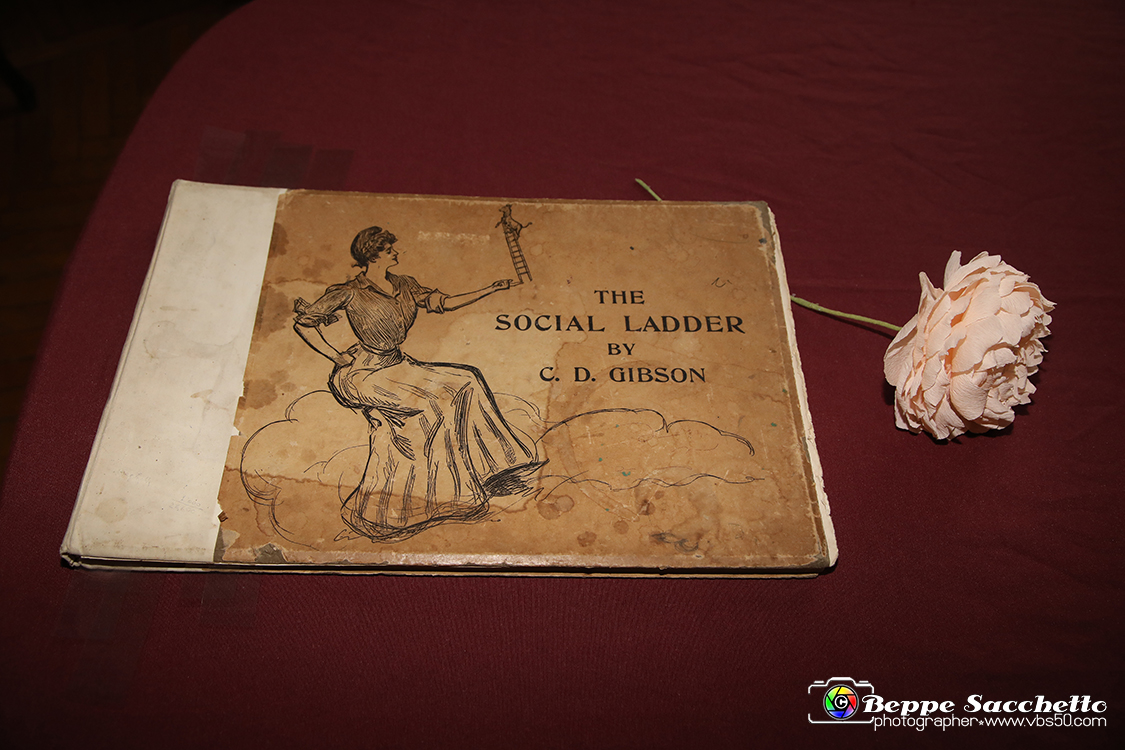 THE
SOCIAL LADDER
BY
C. D. GIBSON
Beppe Sacchetto
photographer★www.vbs50.com